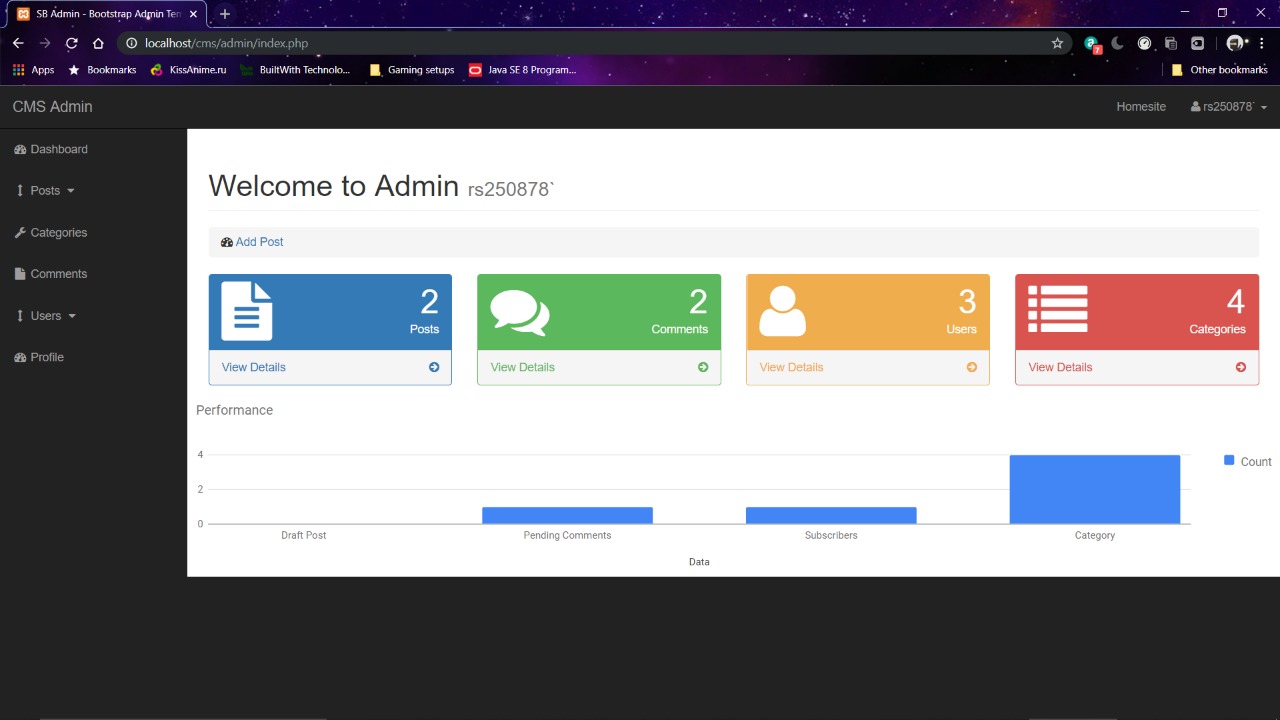 SB Admin - Bootstrap Admin Tem
localhost/cms/admin/index.php
7
Apps Bookmarks KissAnime.ru BuiltWith Technolo... Gaming setups Java SE 8 Program... Other bookmarks
CMS Admin Homesite rs250878`
Dashboard
Posts
Categories
Comments
Users
Profile
Welcome to Admin rs250878`
Add Post
2
Posts
View Details
2
Comments
View Details
3
Users
View Details
4
Categories
View Details
Performance
4
2
0
Draft Post Pending Comments Subscribers Category
Data
Count